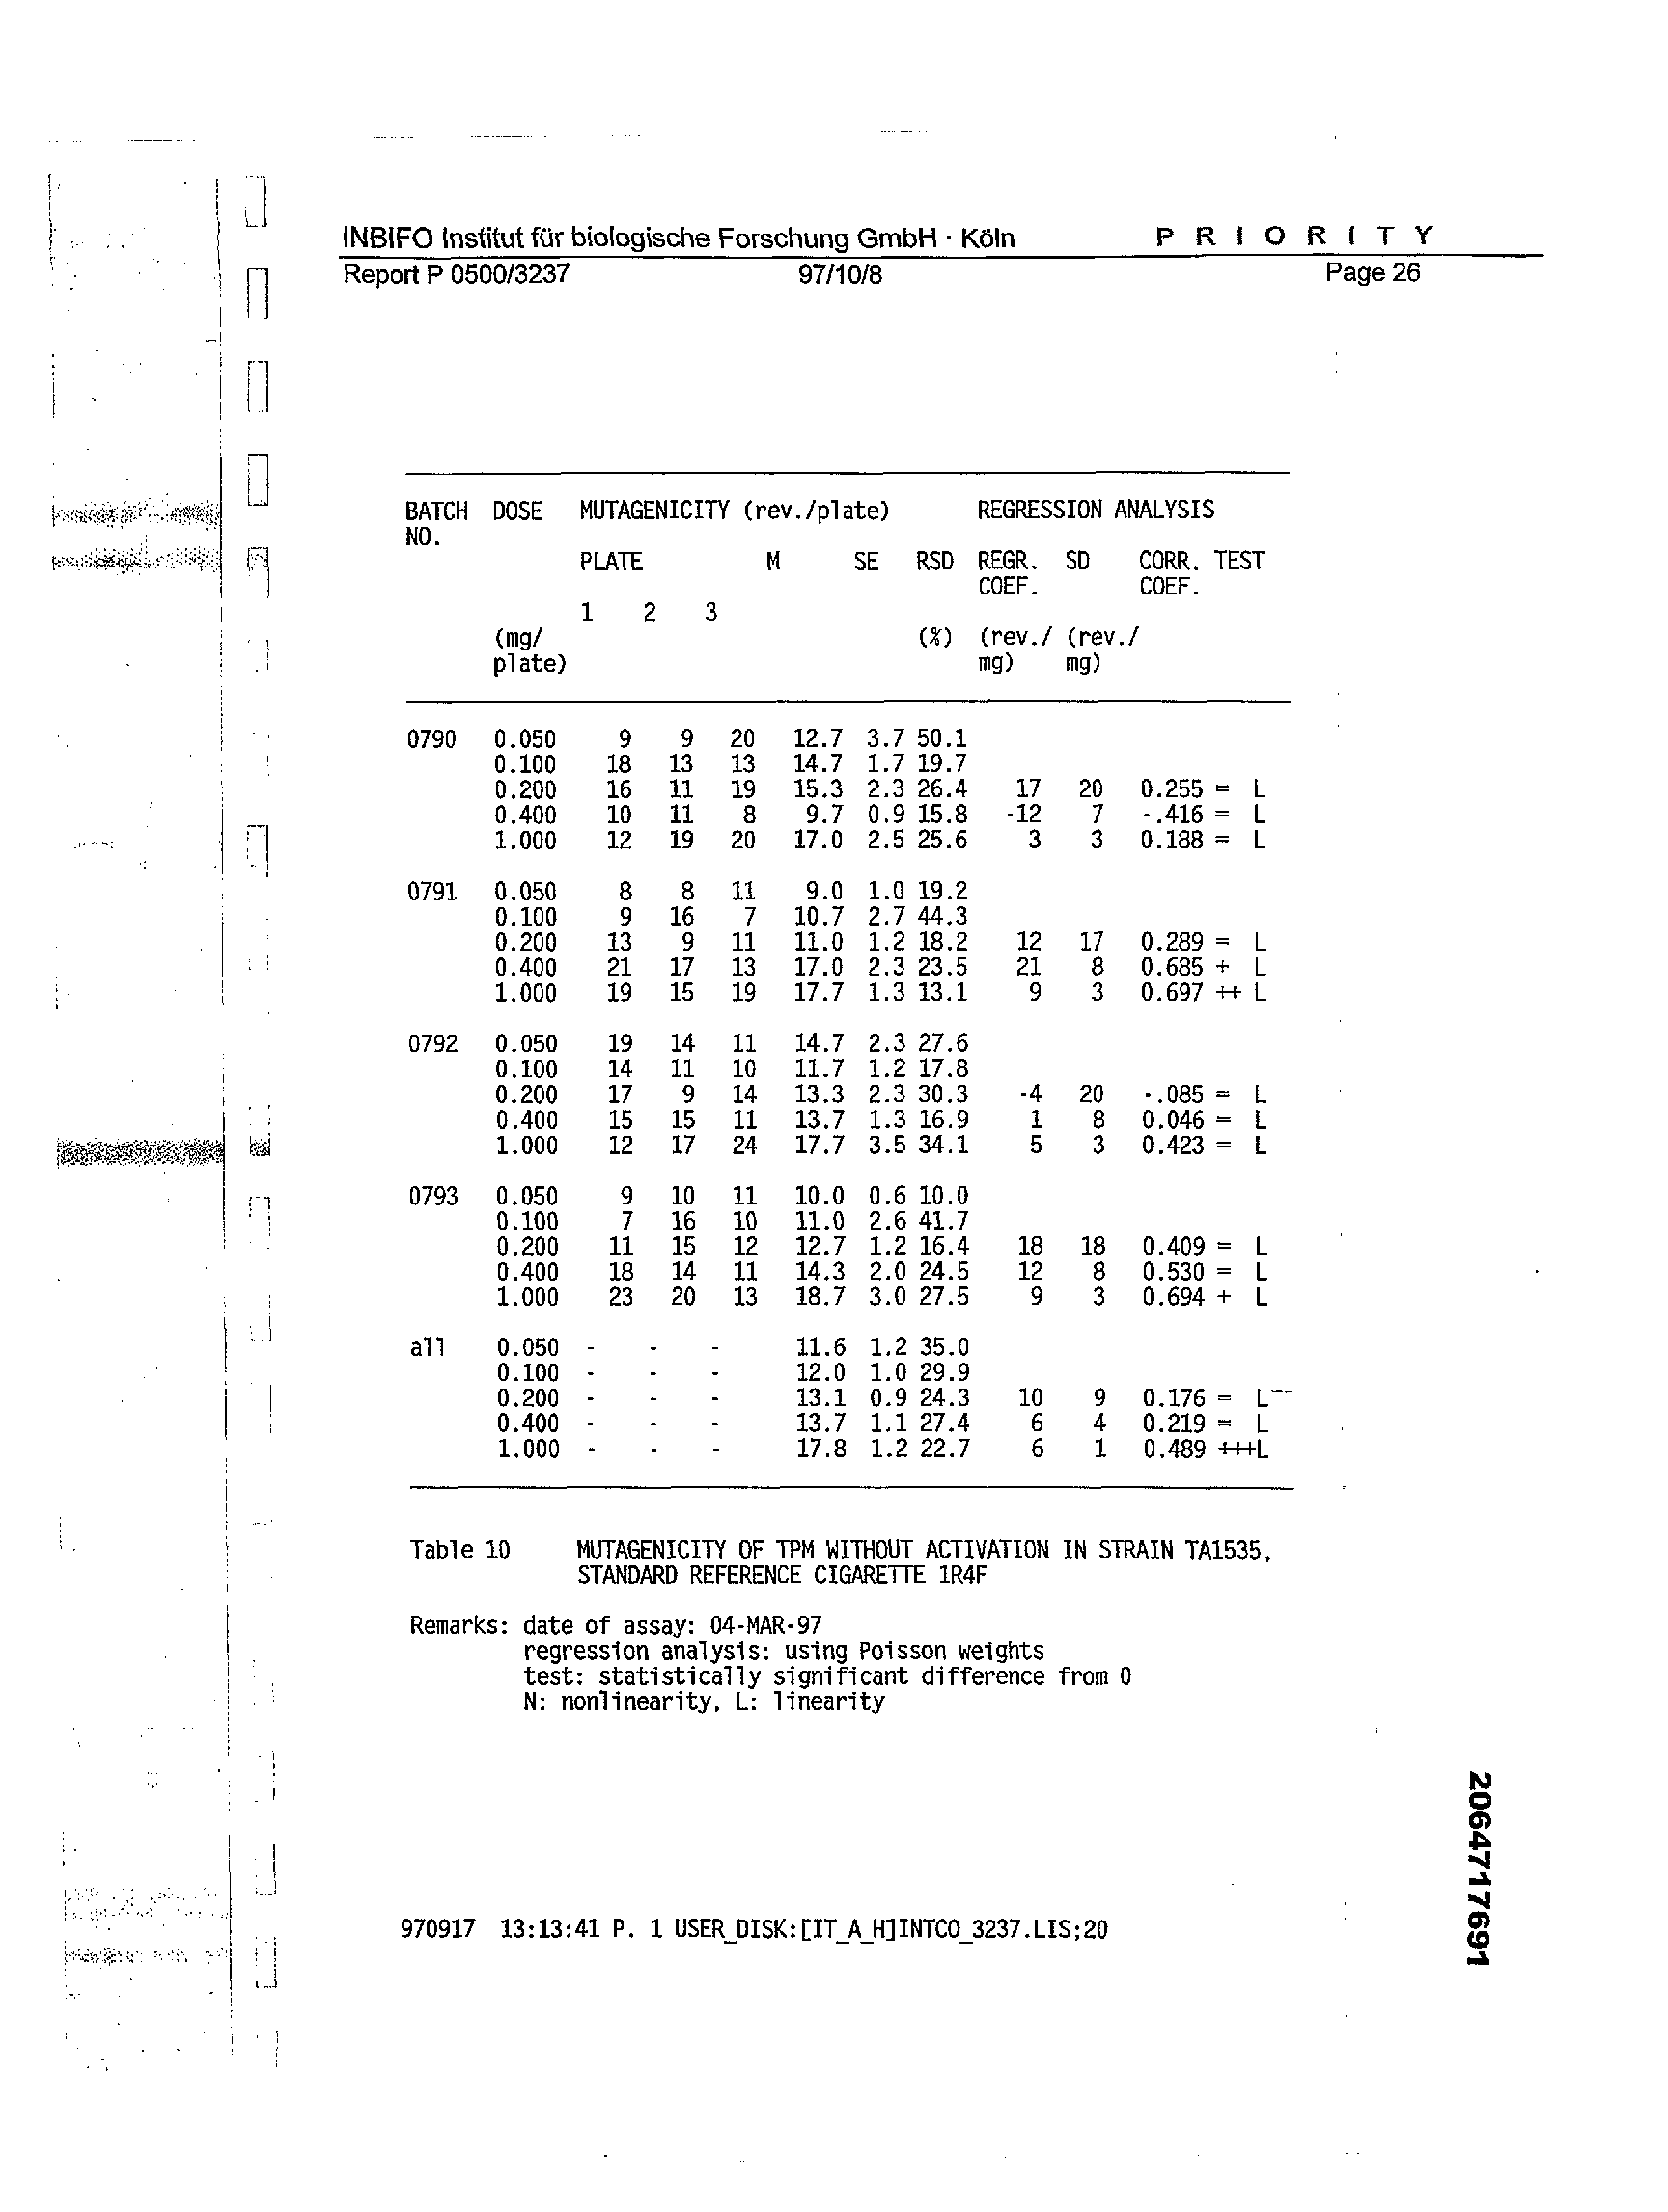 INBIFO Institut für biologische Forschung GmbH · Köln P R I O R I T Y
Report P 0500/3237 97/10/8 Page 26
BATCH DOSE MUTAGENICITY (rev./plate) REGRESSION ANALYSIS
NO.
PLATE M SE RSD REGR. SD CORR. TEST
COEF. COEF.
1 2 3
(mg/ (%) (rev./ (rev./
plate) mg) mg)
0790 0.050 9 9 20 12.7 3.7 50.1
0.100 18 13 13 14.7 1.7 19.7
0.200 16 11 19 15.3 2.3 26.4 17 20 0.255 = L
0.400 10 11 8 9.7 0.9 15.8 -12 7 -.416 = L
1.000 12 19 20 17.0 2.5 25.6 3 3 0.188 = L
0791 0.050 8 8 11 9.0 1.0 19.2
0.100 9 16 7 10.7 2.7 44.3
0.200 13 9 11 11.0 1.2 18.2 12 17 0.289 = L
0.400 21 17 13 17.0 2.3 23.5 21 8 0.685 + L
1.000 19 15 19 17.7 1.3 13.1 9 3 0.697 ++ L
0792 0.050 19 14 11 14.7 2.3 27.6
0.100 14 11 10 11.7 1.2 17.8
0.200 17 9 14 13.3 2.3 30.3 -4 20 -.085 = L
0.400 15 15 11 13.7 1.3 16.9 1 8 0.046 = L
1.000 12 17 24 17.7 3.5 34.1 5 3 0.423 = L
0793 0.050 9 10 11 10.0 0.6 10.0
0.100 7 16 10 11.0 2.6 41.7
0.200 11 15 12 12.7 1.2 16.4 18 18 0.409 = L
0.400 18 14 11 14.3 2.0 24.5 12 8 0.530 = L
1.000 23 20 13 18.7 3.0 27.5 9 3 0.694 + L
all 0.050 - - - 11.6 1.2 35.0
0.100 - - - 12.0 1.0 29.9
0.200 - - - 13.1 0.9 24.3 10 9 0.176 = L
0.400 - - - 13.7 1.1 27.4 6 4 0.219 = L
1.000 - - - 17.8 1.2 22.7 6 1 0.489 +++L
Table 10 MUTAGENICITY OF TPM WITHOUT ACTIVATION IN STRAIN TA1535,
STANDARD REFERENCE CIGARETTE 1R4F
Remarks: date of assay: 04-MAR-97
regression analysis: using Poisson weights
test: statistically significant difference from 0
N: nonlinearity, L: linearity
2064717691
970917 13:13:41 P. 1 USER_DISK:[IT_A_H]INTCO_3237.LIS;20